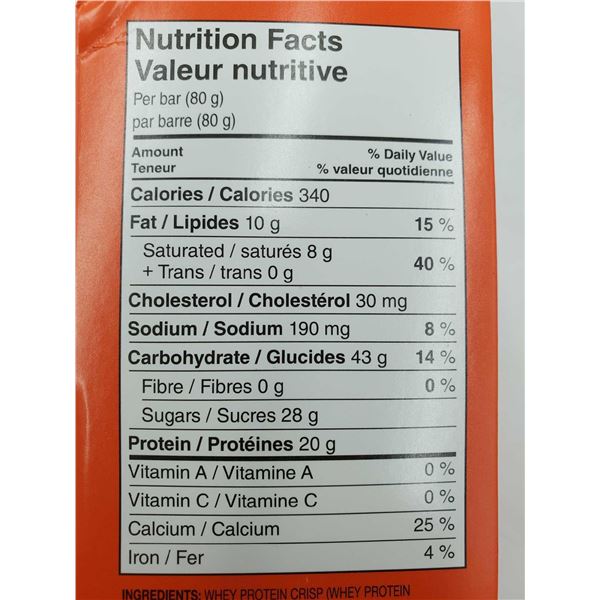 Nutrition Facts
Valeur nutritive
Per bar (80 g)
par barre (80 g)
Amount % Daily Value
Teneur % valeur quotidienne
Calories / Calories 340
Fat / Lipides 10 g 15 %
Saturated / saturés 8 g
+ Trans / trans 0 g 40 %
Cholesterol / Cholestérol 30 mg
Sodium / Sodium 190 mg 8 %
Carbohydrate / Glucides 43 g 14 %
Fibre / Fibres 0 g 0 %
Sugars / Sucres 28 g
Protein / Protéines 20 g
Vitamin A / Vitamine A 0 %
Vitamin C / Vitamine C 0 %
Calcium / Calcium 25 %
Iron / Fer 4 %
INGREDIENTS: WHEY PROTEIN CRISP (WHEY PROTEIN